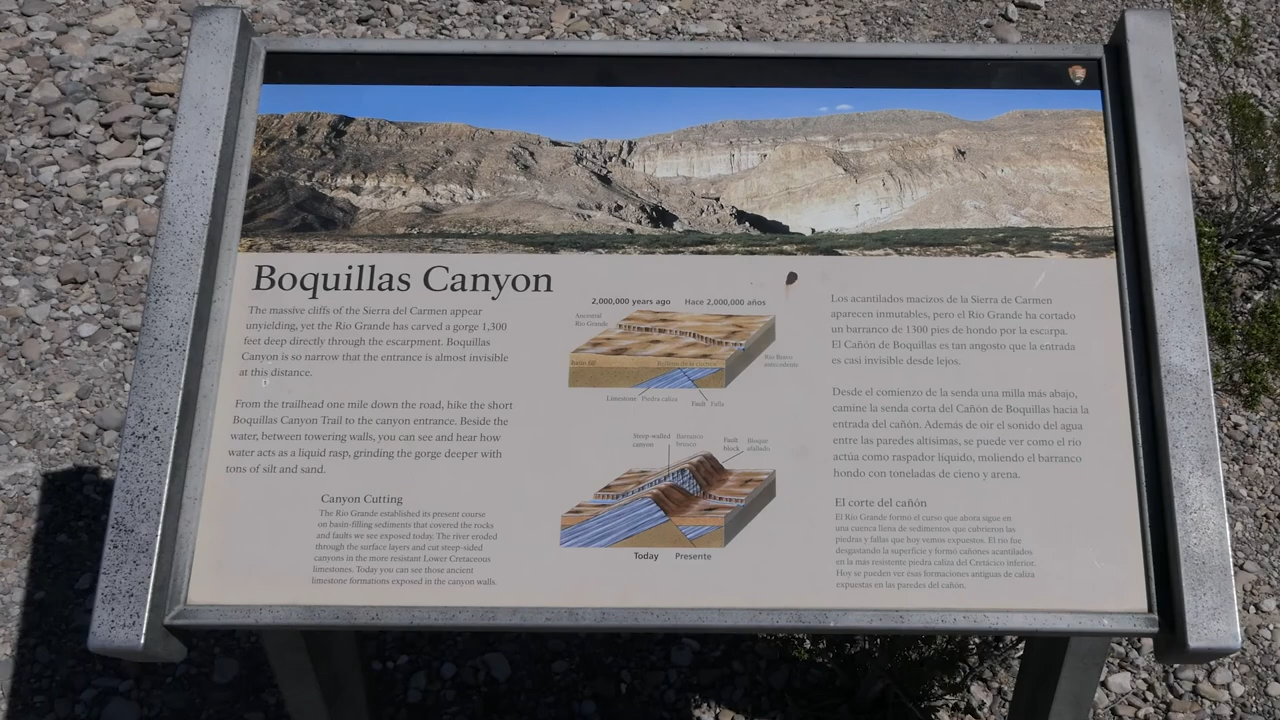 Boquillas Canyon
The massive cliffs of the Sierra del Carmen appear
unyielding, yet the Rio Grande has carved a gorge 1,300
feet deep directly through the escarpment. Boquillas
Canyon is so narrow that the entrance is almost invisible
at this distance.
From the trailhead one mile down the road, hike the short
Boquillas Canyon Trail to the canyon entrance. Beside the
water, between towering walls, you can see and hear how
water acts as a liquid rasp, grinding the gorge deeper with
tons of silt and sand.
Canyon Cutting
The Rio Grande established its present course
on basin-filling sediments that covered the rocks
and faults we see exposed today. The river eroded
through the surface layers and cut steep-sided
canyons in the more resistant Lower Cretaceous
limestones. Today you can see those ancient
limestone formations exposed in the canyon walls.
2,000,000 years ago Hace 2,000,000 años
Ancestral
Rio Grande
Rio Bravo
antecedente
Basin fill
Limestone Piedra caliza
Fault Falla
Steep-walled
canyon
Barranco
brusco
Fault
block
Bloque
afallado
Today Presente
Los acantilados macizos de la Sierra de Carmen
aparecen inmutables, pero el Rio Grande ha cortado
un barranco de 1300 pies de hondo por la escarpa.
El Cañón de Boquillas es tan angosto que la entrada
es casi invisible desde lejos.
Desde el comienzo de la senda una milla más abajo,
camine la senda corta del Cañón de Boquillas hacia la
entrada del cañón. Además de oir el sonido del agua
entre las paredes altisimas, se puede ver como el rio
actúa como raspador líquido, moliendo el barranco
hondo con toneladas de cieno y arena.
El corte del cañón
El Rio Grande formo el curso que ahora sigue en
una cuenca llena de sedimentos que cubrieron las
piedras y fallas que hoy vemos expuestos. El rio fue
desgastando la superficie y formó cañones acantilados
en la más resistente piedra caliza del Cretácico inferior.
Hoy se pueden ver esas formaciones antiguas de caliza
expuestas en las paredes del cañón.